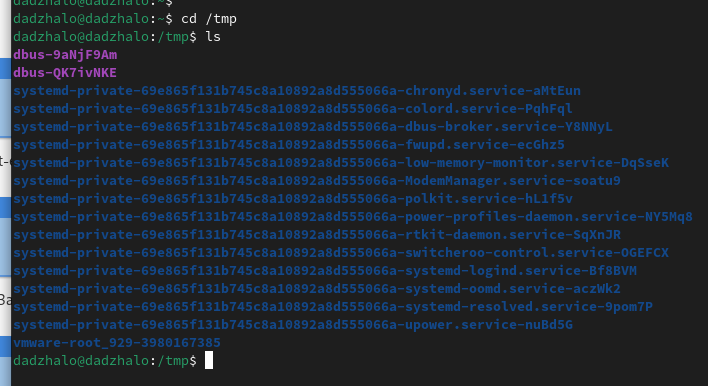 dadzhalo@dadzhalo:~$
dadzhalo@dadzhalo:~$ cd /tmp
dadzhalo@dadzhalo:/tmp$ ls
dbus-9aNjF9Am
dbus-QK7ivNKE
systemd-private-69e865f131b745c8a10892a8d555066a-chronyd.service-aMtEun
systemd-private-69e865f131b745c8a10892a8d555066a-colord.service-PqhFql
systemd-private-69e865f131b745c8a10892a8d555066a-dbus-broker.service-Y8NNyL
systemd-private-69e865f131b745c8a10892a8d555066a-fwupd.service-ecGhz5
systemd-private-69e865f131b745c8a10892a8d555066a-low-memory-monitor.service-DqSseK
systemd-private-69e865f131b745c8a10892a8d555066a-ModemManager.service-soatu9
systemd-private-69e865f131b745c8a10892a8d555066a-polkit.service-hL1f5v
systemd-private-69e865f131b745c8a10892a8d555066a-power-profiles-daemon.service-NY5Mq8
systemd-private-69e865f131b745c8a10892a8d555066a-rtkit-daemon.service-SqXnJR
systemd-private-69e865f131b745c8a10892a8d555066a-switcheroo-control.service-OGEFCX
systemd-private-69e865f131b745c8a10892a8d555066a-systemd-logind.service-Bf8BVM
systemd-private-69e865f131b745c8a10892a8d555066a-systemd-oomd.service-aczWk2
systemd-private-69e865f131b745c8a10892a8d555066a-systemd-resolved.service-9pom7P
systemd-private-69e865f131b745c8a10892a8d555066a-upower.service-nuBd5G
vmware-root_929-3980167385
dadzhalo@dadzhalo:/tmp$